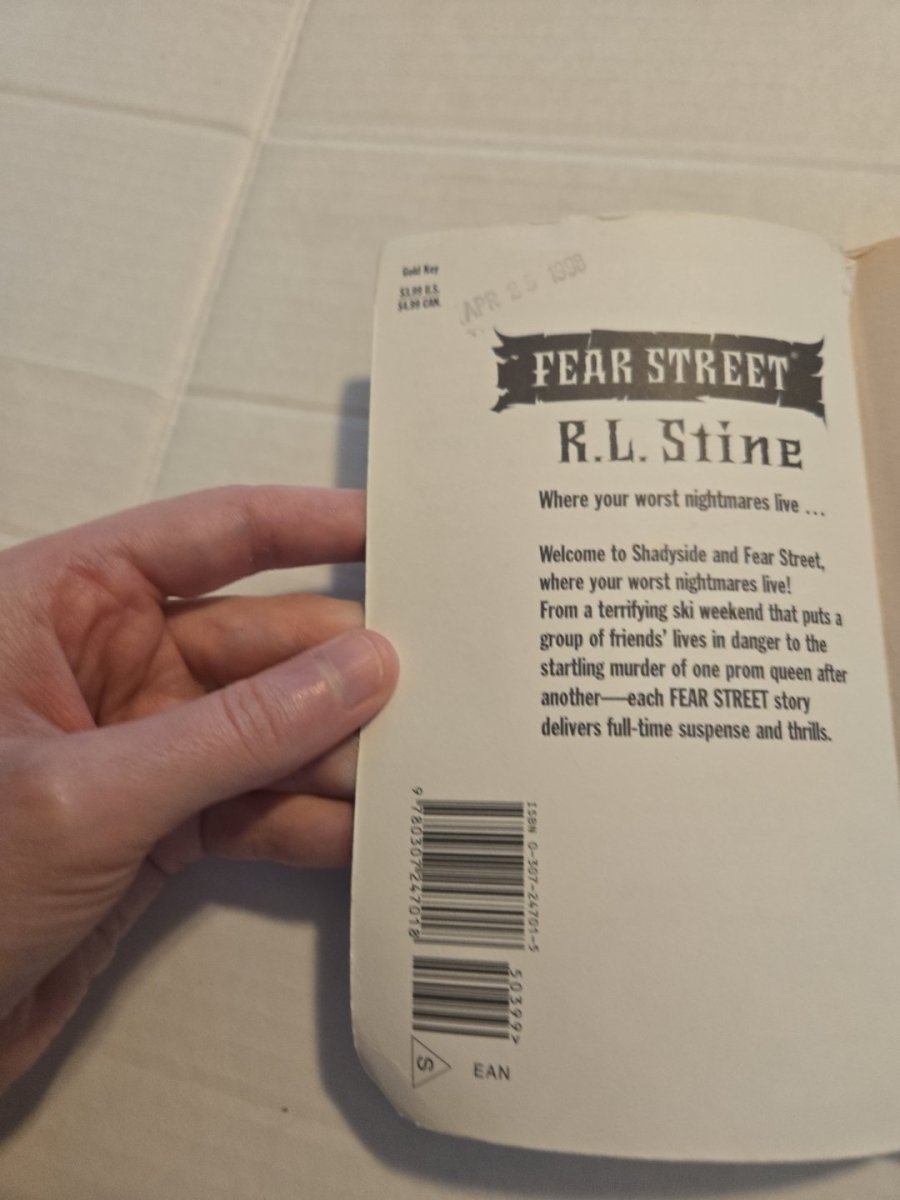 Gold Key
$3.99 U.S.
$4.99 CAN.
APR 26 1998
FEAR STREET®
R.L. Stine
Where your worst nightmares live ...
Welcome to Shadyside and Fear Street,
where your worst nightmares live!
From a terrifying ski weekend that puts a
group of friends' lives in danger to the
startling murder of one prom queen after
another—each FEAR STREET story
delivers full-time suspense and thrills.
9 780307 247018
ISBN 0-307-24701-5
50399>
S
EAN